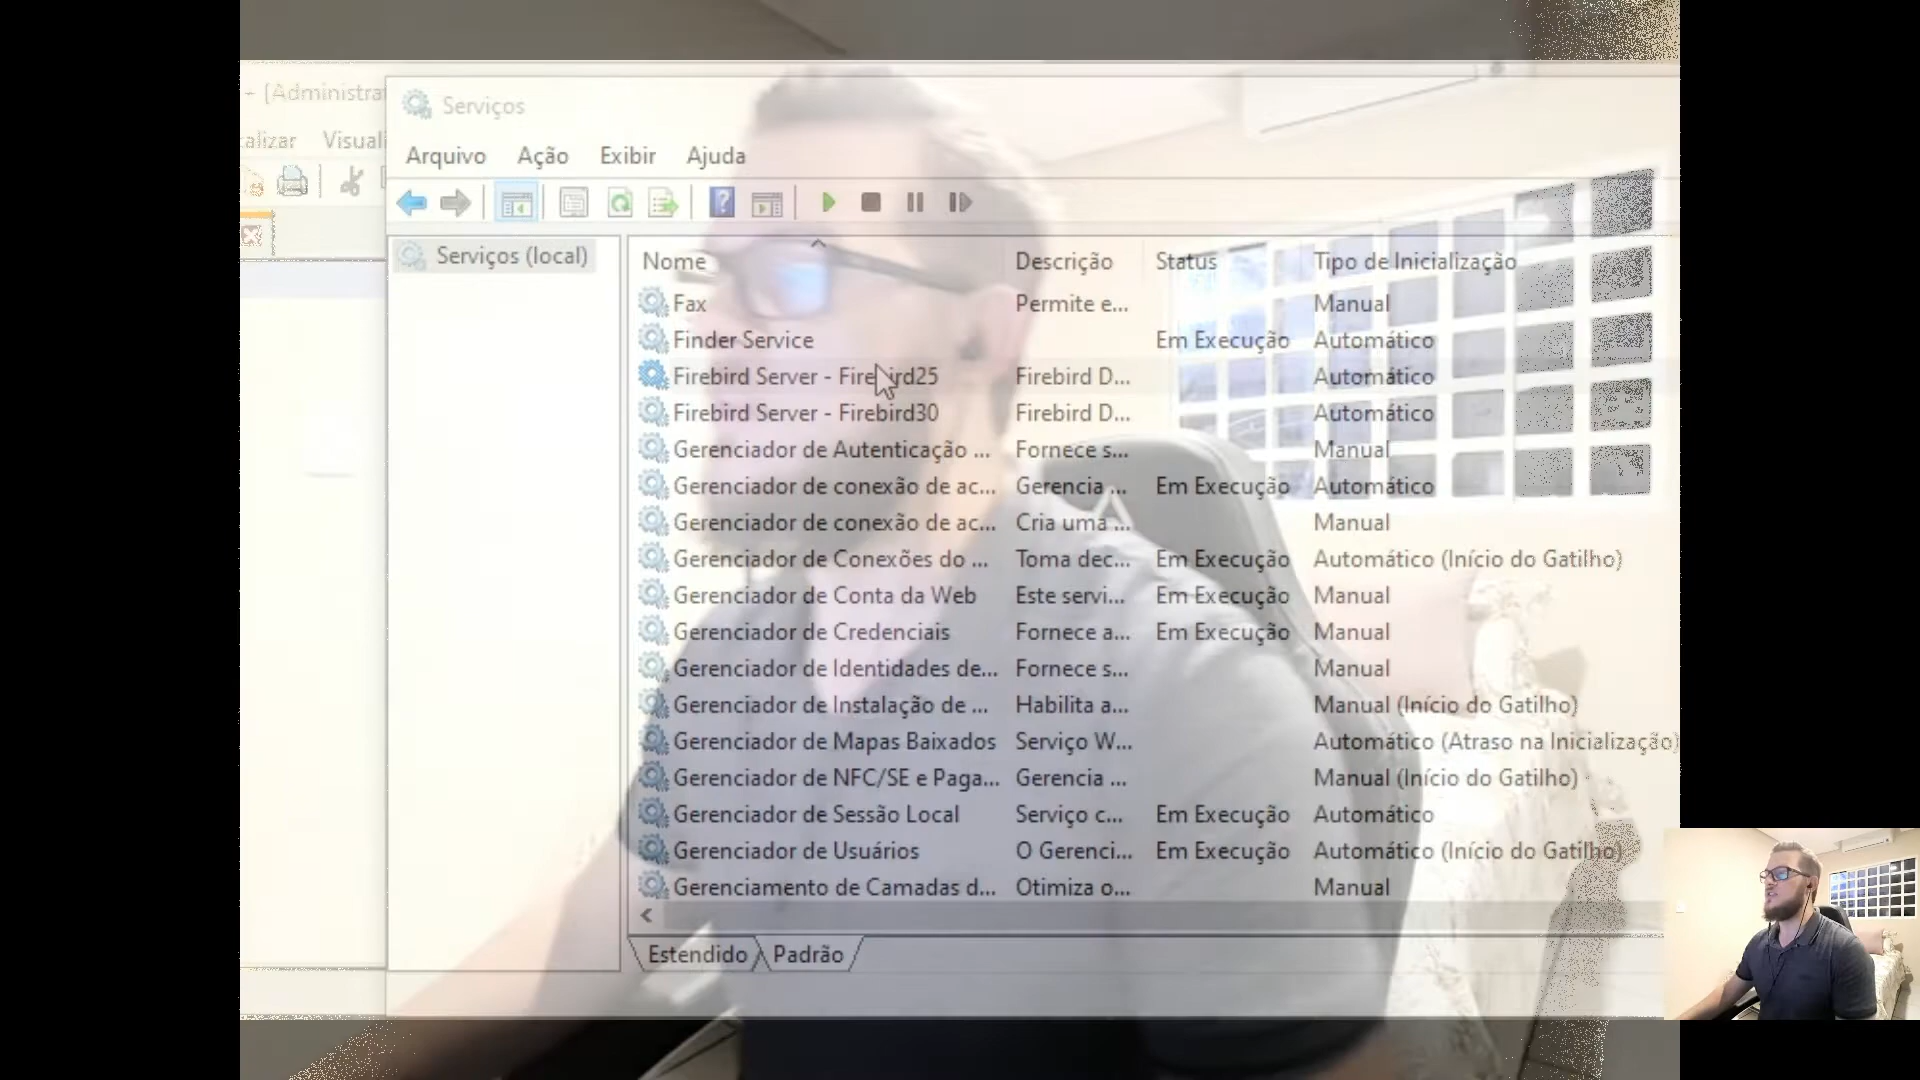 - [Administra
Serviços
alizar Visuali
Arquivo Ação Exibir Ajuda
Serviços (local)
Nome Descrição Status Tipo de Inicialização
Fax Permite e... Manual
Finder Service Em Execução Automático
Firebird Server - Firebird25 Firebird D... Automático
Firebird Server - Firebird30 Firebird D... Automático
Gerenciador de Autenticação ... Fornece s... Manual
Gerenciador de conexão de ac... Gerencia ... Em Execução Automático
Gerenciador de conexão de ac... Cria uma ... Manual
Gerenciador de Conexões do ... Toma dec... Em Execução Automático (Início do Gatilho)
Gerenciador de Conta da Web Este servi... Em Execução Manual
Gerenciador de Credenciais Fornece a... Em Execução Manual
Gerenciador de Identidades de... Fornece s... Manual
Gerenciador de Instalação de ... Habilita a... Manual (Início do Gatilho)
Gerenciador de Mapas Baixados Serviço W... Automático (Atraso na Inicialização)
Gerenciador de NFC/SE e Paga... Gerencia ... Manual (Início do Gatilho)
Gerenciador de Sessão Local Serviço c... Em Execução Automático
Gerenciador de Usuários O Gerenci... Em Execução Automático (Início do Gatilho)
Gerenciamento de Camadas d... Otimiza o... Manual
Estendido Padrão